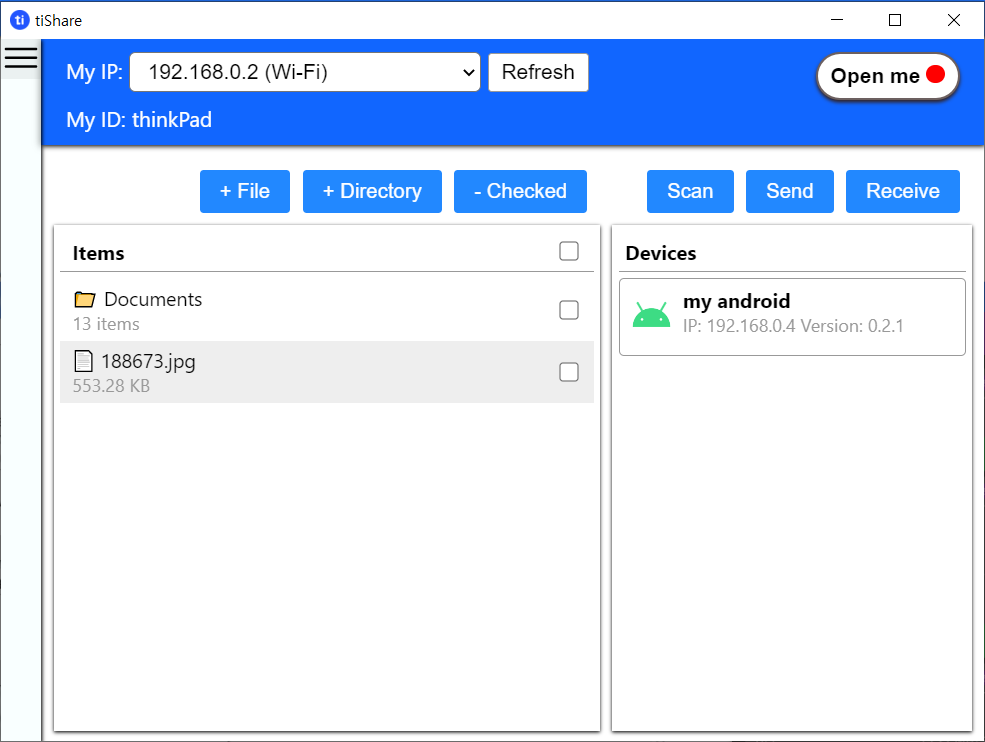 ti tiShare
My IP: 192.168.0.2 (Wi-Fi) Refresh Open me
My ID: thinkPad
+ File + Directory - Checked Scan Send Receive
Items
Documents
13 items
188673.jpg
553.28 KB
Devices
my android
IP: 192.168.0.4 Version: 0.2.1